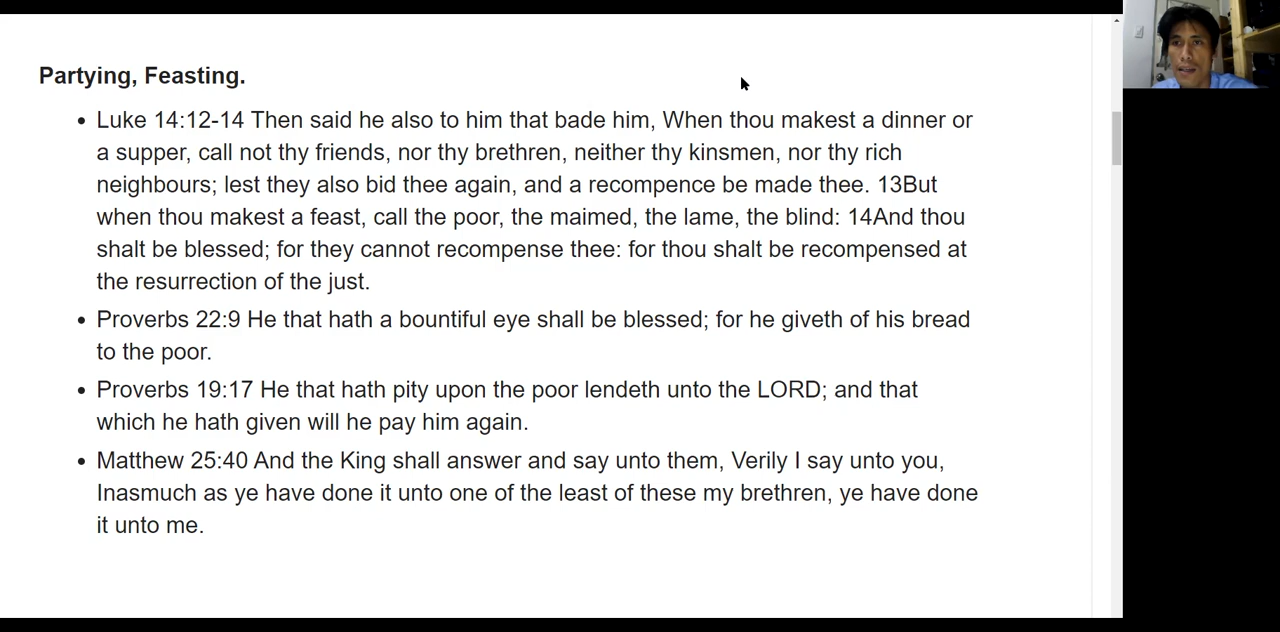 Partying, Feasting.
• Luke 14:12-14 Then said he also to him that bade him, When thou makest a dinner or
a supper, call not thy friends, nor thy brethren, neither thy kinsmen, nor thy rich
neighbours; lest they also bid thee again, and a recompence be made thee. 13But
when thou makest a feast, call the poor, the maimed, the lame, the blind: 14And thou
shalt be blessed; for they cannot recompense thee: for thou shalt be recompensed at
the resurrection of the just.
• Proverbs 22:9 He that hath a bountiful eye shall be blessed; for he giveth of his bread
to the poor.
• Proverbs 19:17 He that hath pity upon the poor lendeth unto the LORD; and that
which he hath given will he pay him again.
• Matthew 25:40 And the King shall answer and say unto them, Verily I say unto you,
Inasmuch as ye have done it unto one of the least of these my brethren, ye have done
it unto me.